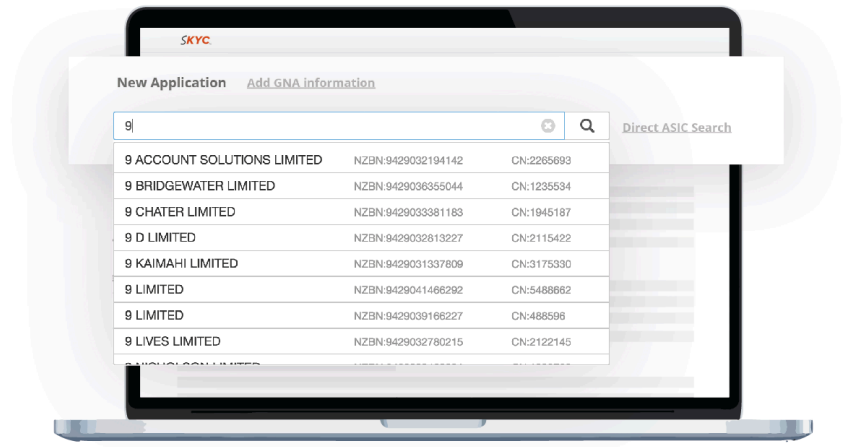 SKYC.
New Application Add GNA information
9
Direct ASIC Search
9 ACCOUNT SOLUTIONS LIMITED NZBN:9429032194142 CN:2265693
9 BRIDGEWATER LIMITED NZBN:9429036355044 CN:1235534
9 CHATER LIMITED NZBN:9429033381183 CN:1945187
9 D LIMITED NZBN:9429032813227 CN:2115422
9 KAIMAHI LIMITED NZBN:9429031337809 CN:3175330
9 LIMITED NZBN:9429041466292 CN:5488662
9 LIMITED NZBN:9429039166227 CN:488596
9 LIVES LIMITED NZBN:9429032780215 CN:2122145